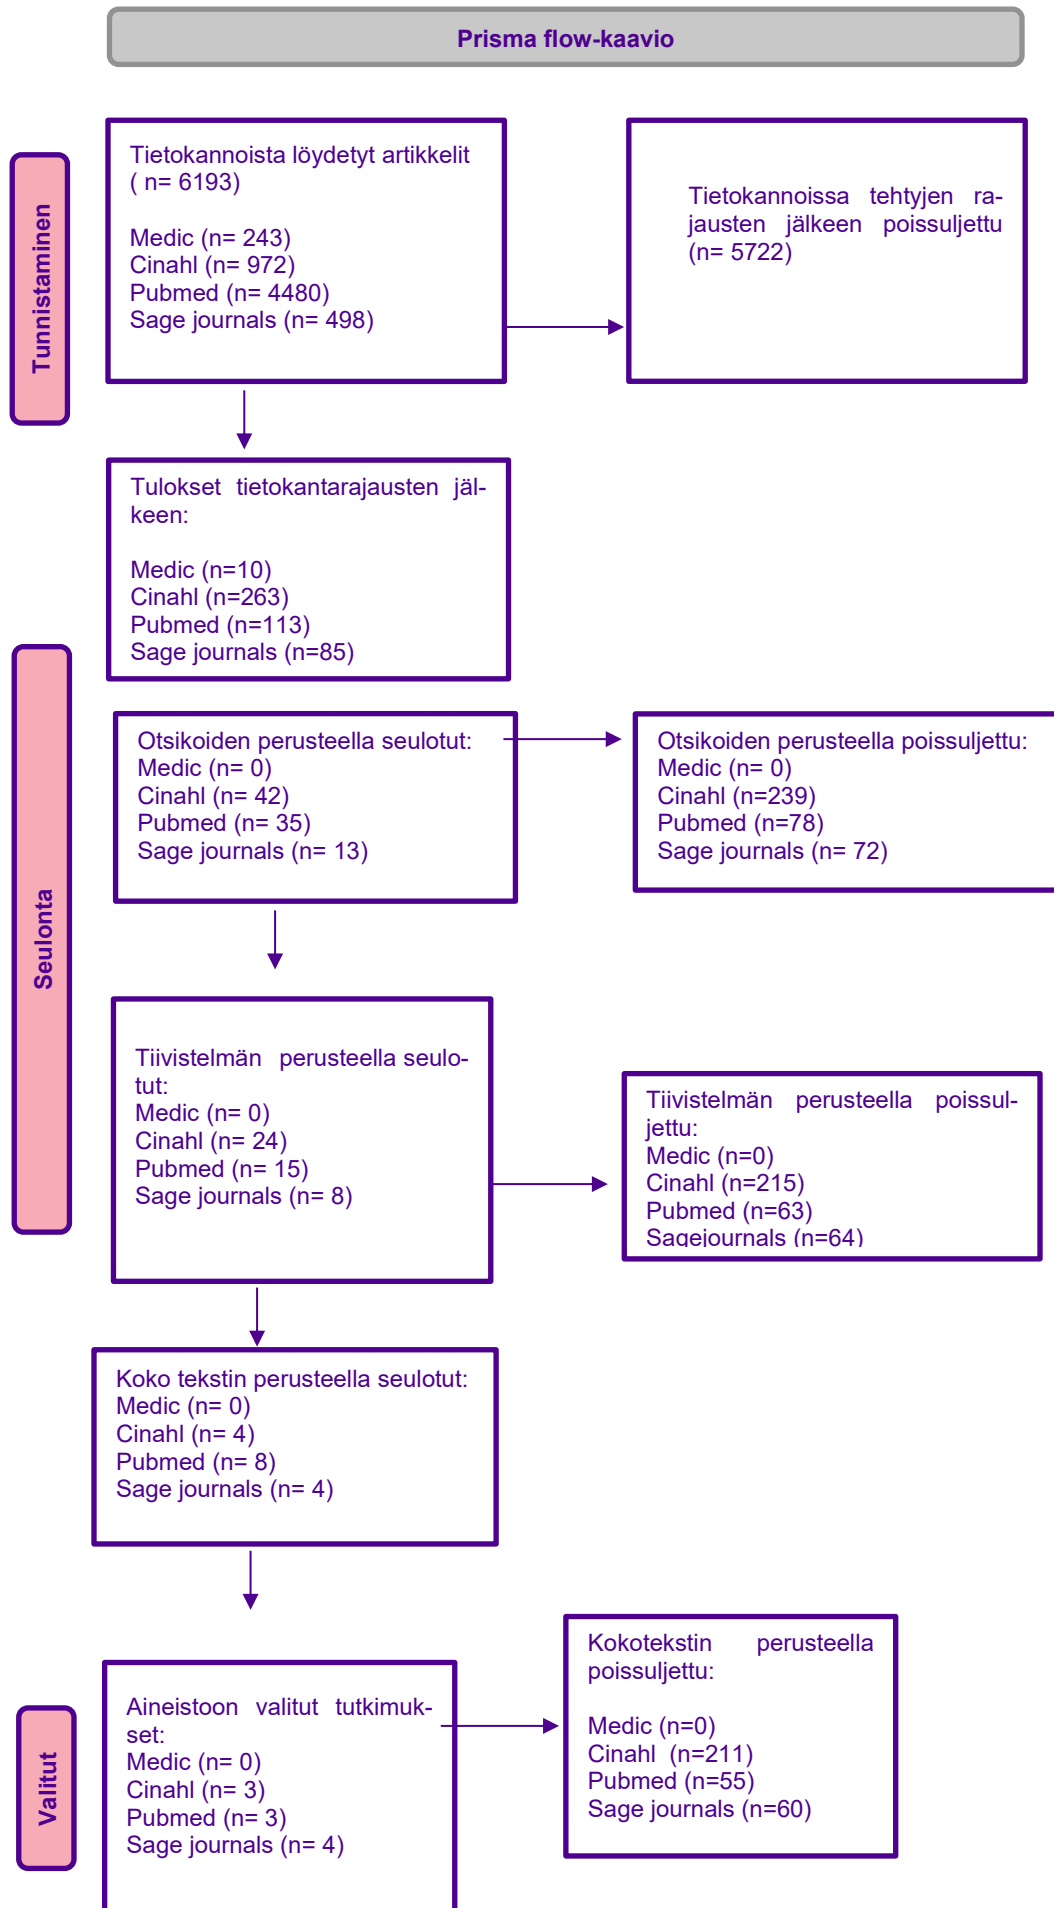 Prisma flow-kaavio
Tunnistaminen
Tietokannoista löydetyt artikkelit
( n= 6193)
Medic (n= 243)
Cinahl (n= 972)
Pubmed (n= 4480)
Sage journals (n= 498)
Tietokannoissa tehtyjen ra-
jausten jälkeen poissuljettu
(n= 5722)
Tulokset tietokantarajausten jäl-
keen:
Medic (n=10)
Cinahl (n=263)
Pubmed (n=113)
Sage journals (n=85)
Seulonta
Otsikoiden perusteella seulotut:
Medic (n= 0)
Cinahl (n= 42)
Pubmed (n= 35)
Sage journals (n= 13)
Otsikoiden perusteella poissuljettu:
Medic (n= 0)
Cinahl (n=239)
Pubmed (n=78)
Sage journals (n= 72)
Tiivistelmän perusteella seulo-
tut:
Medic (n= 0)
Cinahl (n= 24)
Pubmed (n= 15)
Sage journals (n= 8)
Tiivistelmän perusteella poissul-
jettu:
Medic (n=0)
Cinahl (n=215)
Pubmed (n=63)
Sagejournals (n=64)
Koko tekstin perusteella seulotut:
Medic (n= 0)
Cinahl (n= 4)
Pubmed (n= 8)
Sage journals (n= 4)
Valitut
Aineistoon valitut tutkimuk-
set:
Medic (n= 0)
Cinahl (n= 3)
Pubmed (n= 3)
Sage journals (n= 4)
Kokotekstin perusteella
poissuljettu:
Medic (n=0)
Cinahl (n=211)
Pubmed (n=55)
Sage journals (n=60)